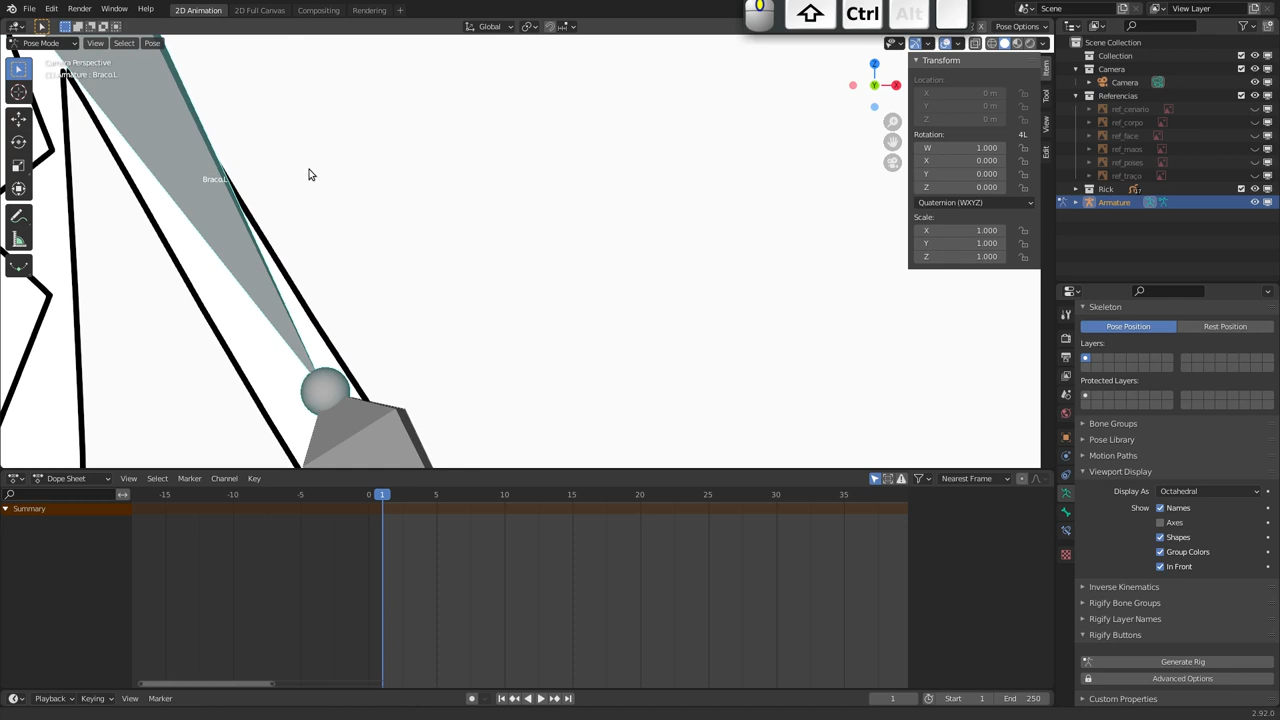 File Edit Render Window Help 2D Animation 2D Full Canvas Compositing Rendering + Ctrl Alt Scene View Layer
Global Pose Options
Pose Mode View Select Pose
Scene Collection
Collection
Camera
Camera
Referencias
ref_cenario
ref_corpo
ref_face
ref_maos
ref_poses
ref_traço
Rick
Armature
(1) Armature : Braco.L
Braco.L
Z
X
Y
Transform
Location:
X 0 m
Y 0 m
Z 0 m
Rotation: 4L
W 1.000
X 0.000
Y 0.000
Z 0.000
Quaternion (WXYZ)
Scale:
X 1.000
Y 1.000
Z 1.000
Item
Tool
View
Edit
Skeleton
Pose Position Rest Position
Layers:
Protected Layers:
Bone Groups
Pose Library
Motion Paths
Viewport Display
Display As Octahedral
Show Names
Axes
Shapes
Group Colors
In Front
Inverse Kinematics
Rigify Bone Groups
Rigify Layer Names
Rigify Buttons
Generate Rig
Advanced Options
Custom Properties
Dope Sheet View Select Marker Channel Key Nearest Frame
-15 -10 -5 0 1 5 10 15 20 25 30 35
Summary
Playback Keying View Marker 1 Start 1 End 250
2.92.0